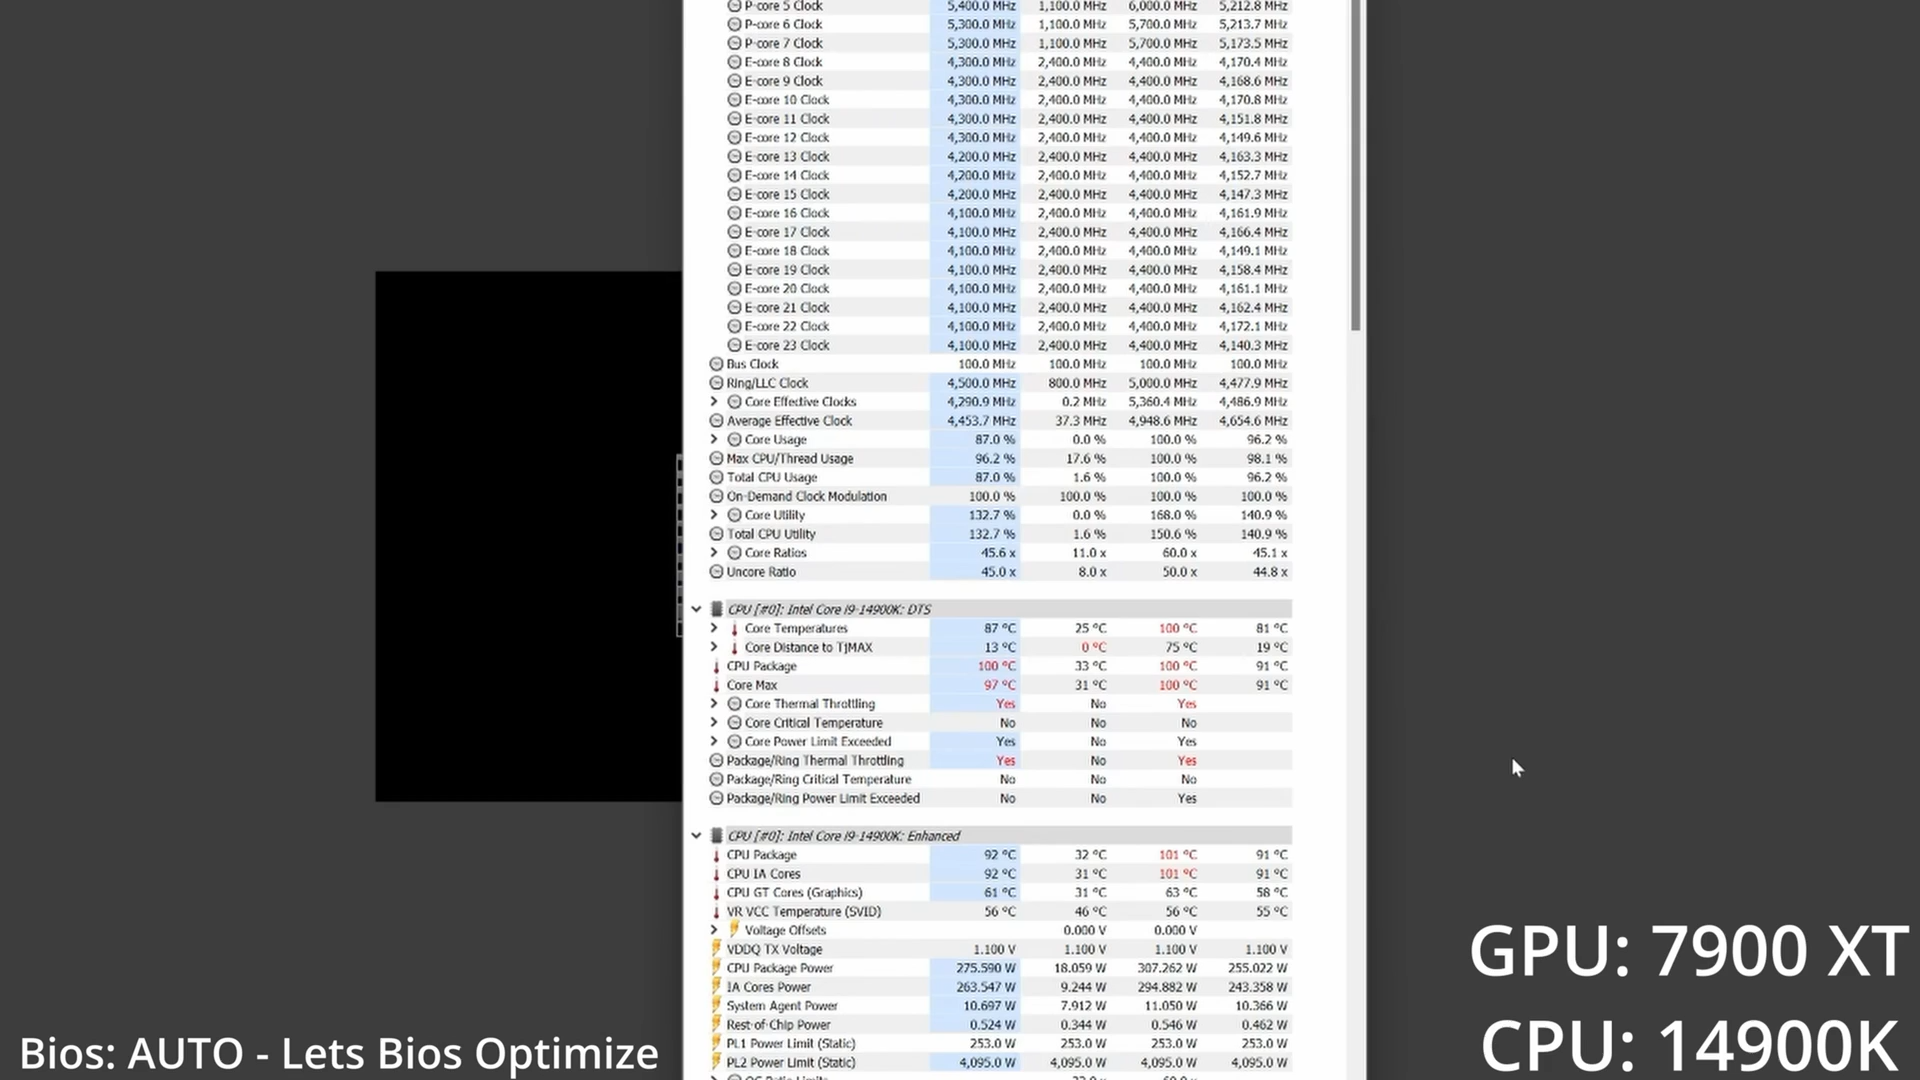 P-core 5 Clock 5,400.0 MHz 1,100.0 MHz 6,000.0 MHz 5,212.8 MHz
P-core 6 Clock 5,300.0 MHz 1,100.0 MHz 5,700.0 MHz 5,213.7 MHz
P-core 7 Clock 5,300.0 MHz 1,100.0 MHz 5,700.0 MHz 5,173.5 MHz
E-core 8 Clock 4,300.0 MHz 2,400.0 MHz 4,400.0 MHz 4,170.4 MHz
E-core 9 Clock 4,300.0 MHz 2,400.0 MHz 4,400.0 MHz 4,168.6 MHz
E-core 10 Clock 4,300.0 MHz 2,400.0 MHz 4,400.0 MHz 4,170.8 MHz
E-core 11 Clock 4,300.0 MHz 2,400.0 MHz 4,400.0 MHz 4,151.8 MHz
E-core 12 Clock 4,300.0 MHz 2,400.0 MHz 4,400.0 MHz 4,149.6 MHz
E-core 13 Clock 4,200.0 MHz 2,400.0 MHz 4,400.0 MHz 4,163.3 MHz
E-core 14 Clock 4,200.0 MHz 2,400.0 MHz 4,400.0 MHz 4,152.7 MHz
E-core 15 Clock 4,200.0 MHz 2,400.0 MHz 4,400.0 MHz 4,147.3 MHz
E-core 16 Clock 4,100.0 MHz 2,400.0 MHz 4,400.0 MHz 4,161.9 MHz
E-core 17 Clock 4,100.0 MHz 2,400.0 MHz 4,400.0 MHz 4,166.4 MHz
E-core 18 Clock 4,100.0 MHz 2,400.0 MHz 4,400.0 MHz 4,149.1 MHz
E-core 19 Clock 4,100.0 MHz 2,400.0 MHz 4,400.0 MHz 4,158.4 MHz
E-core 20 Clock 4,100.0 MHz 2,400.0 MHz 4,400.0 MHz 4,161.1 MHz
E-core 21 Clock 4,100.0 MHz 2,400.0 MHz 4,400.0 MHz 4,162.4 MHz
E-core 22 Clock 4,100.0 MHz 2,400.0 MHz 4,400.0 MHz 4,172.1 MHz
E-core 23 Clock 4,100.0 MHz 2,400.0 MHz 4,400.0 MHz 4,140.3 MHz
Bus Clock 100.0 MHz 100.0 MHz 100.0 MHz 100.0 MHz
Ring/LLC Clock 4,500.0 MHz 800.0 MHz 5,000.0 MHz 4,477.9 MHz
Core Effective Clocks 4,290.9 MHz 0.2 MHz 5,360.4 MHz 4,486.9 MHz
Average Effective Clock 4,453.7 MHz 37.3 MHz 4,948.6 MHz 4,654.6 MHz
Core Usage 87.0 % 0.0 % 100.0 % 96.2 %
Max CPU/Thread Usage 96.2 % 17.6 % 100.0 % 98.1 %
Total CPU Usage 87.0 % 1.6 % 100.0 % 96.2 %
On-Demand Clock Modulation 100.0 % 100.0 % 100.0 % 100.0 %
Core Utility 132.7 % 0.0 % 168.0 % 140.9 %
Total CPU Utility 132.7 % 1.6 % 150.6 % 140.9 %
Core Ratios 45.6 x 11.0 x 60.0 x 45.1 x
Uncore Ratio 45.0 x 8.0 x 50.0 x 44.8 x
CPU [#0]: Intel Core i9-14900K: DTS
Core Temperatures 87 °C 25 °C 100 °C 81 °C
Core Distance to TjMAX 13 °C 0 °C 75 °C 19 °C
CPU Package 100 °C 33 °C 100 °C 91 °C
Core Max 97 °C 31 °C 100 °C 91 °C
Core Thermal Throttling Yes No Yes
Core Critical Temperature No No No
Core Power Limit Exceeded Yes No Yes
Package/Ring Thermal Throttling Yes No Yes
Package/Ring Critical Temperature No No No
Package/Ring Power Limit Exceeded No No Yes
CPU [#0]: Intel Core i9-14900K: Enhanced
CPU Package 92 °C 32 °C 101 °C 91 °C
CPU IA Cores 92 °C 31 °C 101 °C 91 °C
CPU GT Cores (Graphics) 61 °C 31 °C 63 °C 58 °C
VR VCC Temperature (SVID) 56 °C 46 °C 56 °C 55 °C
Voltage Offsets 0.000 V 0.000 V
VDDQ TX Voltage 1.100 V 1.100 V 1.100 V 1.100 V
CPU Package Power 275.590 W 18.059 W 307.262 W 255.022 W
IA Cores Power 263.547 W 9.244 W 294.882 W 243.358 W
System Agent Power 10.697 W 7.912 W 11.050 W 10.366 W
Rest-of-Chip Power 0.524 W 0.344 W 0.546 W 0.462 W
PL1 Power Limit (Static) 253.0 W 253.0 W 253.0 W 253.0 W
PL2 Power Limit (Static) 4,095.0 W 4,095.0 W 4,095.0 W 4,095.0 W
GPU: 7900 XT
CPU: 14900K
Bios: AUTO - Lets Bios Optimize